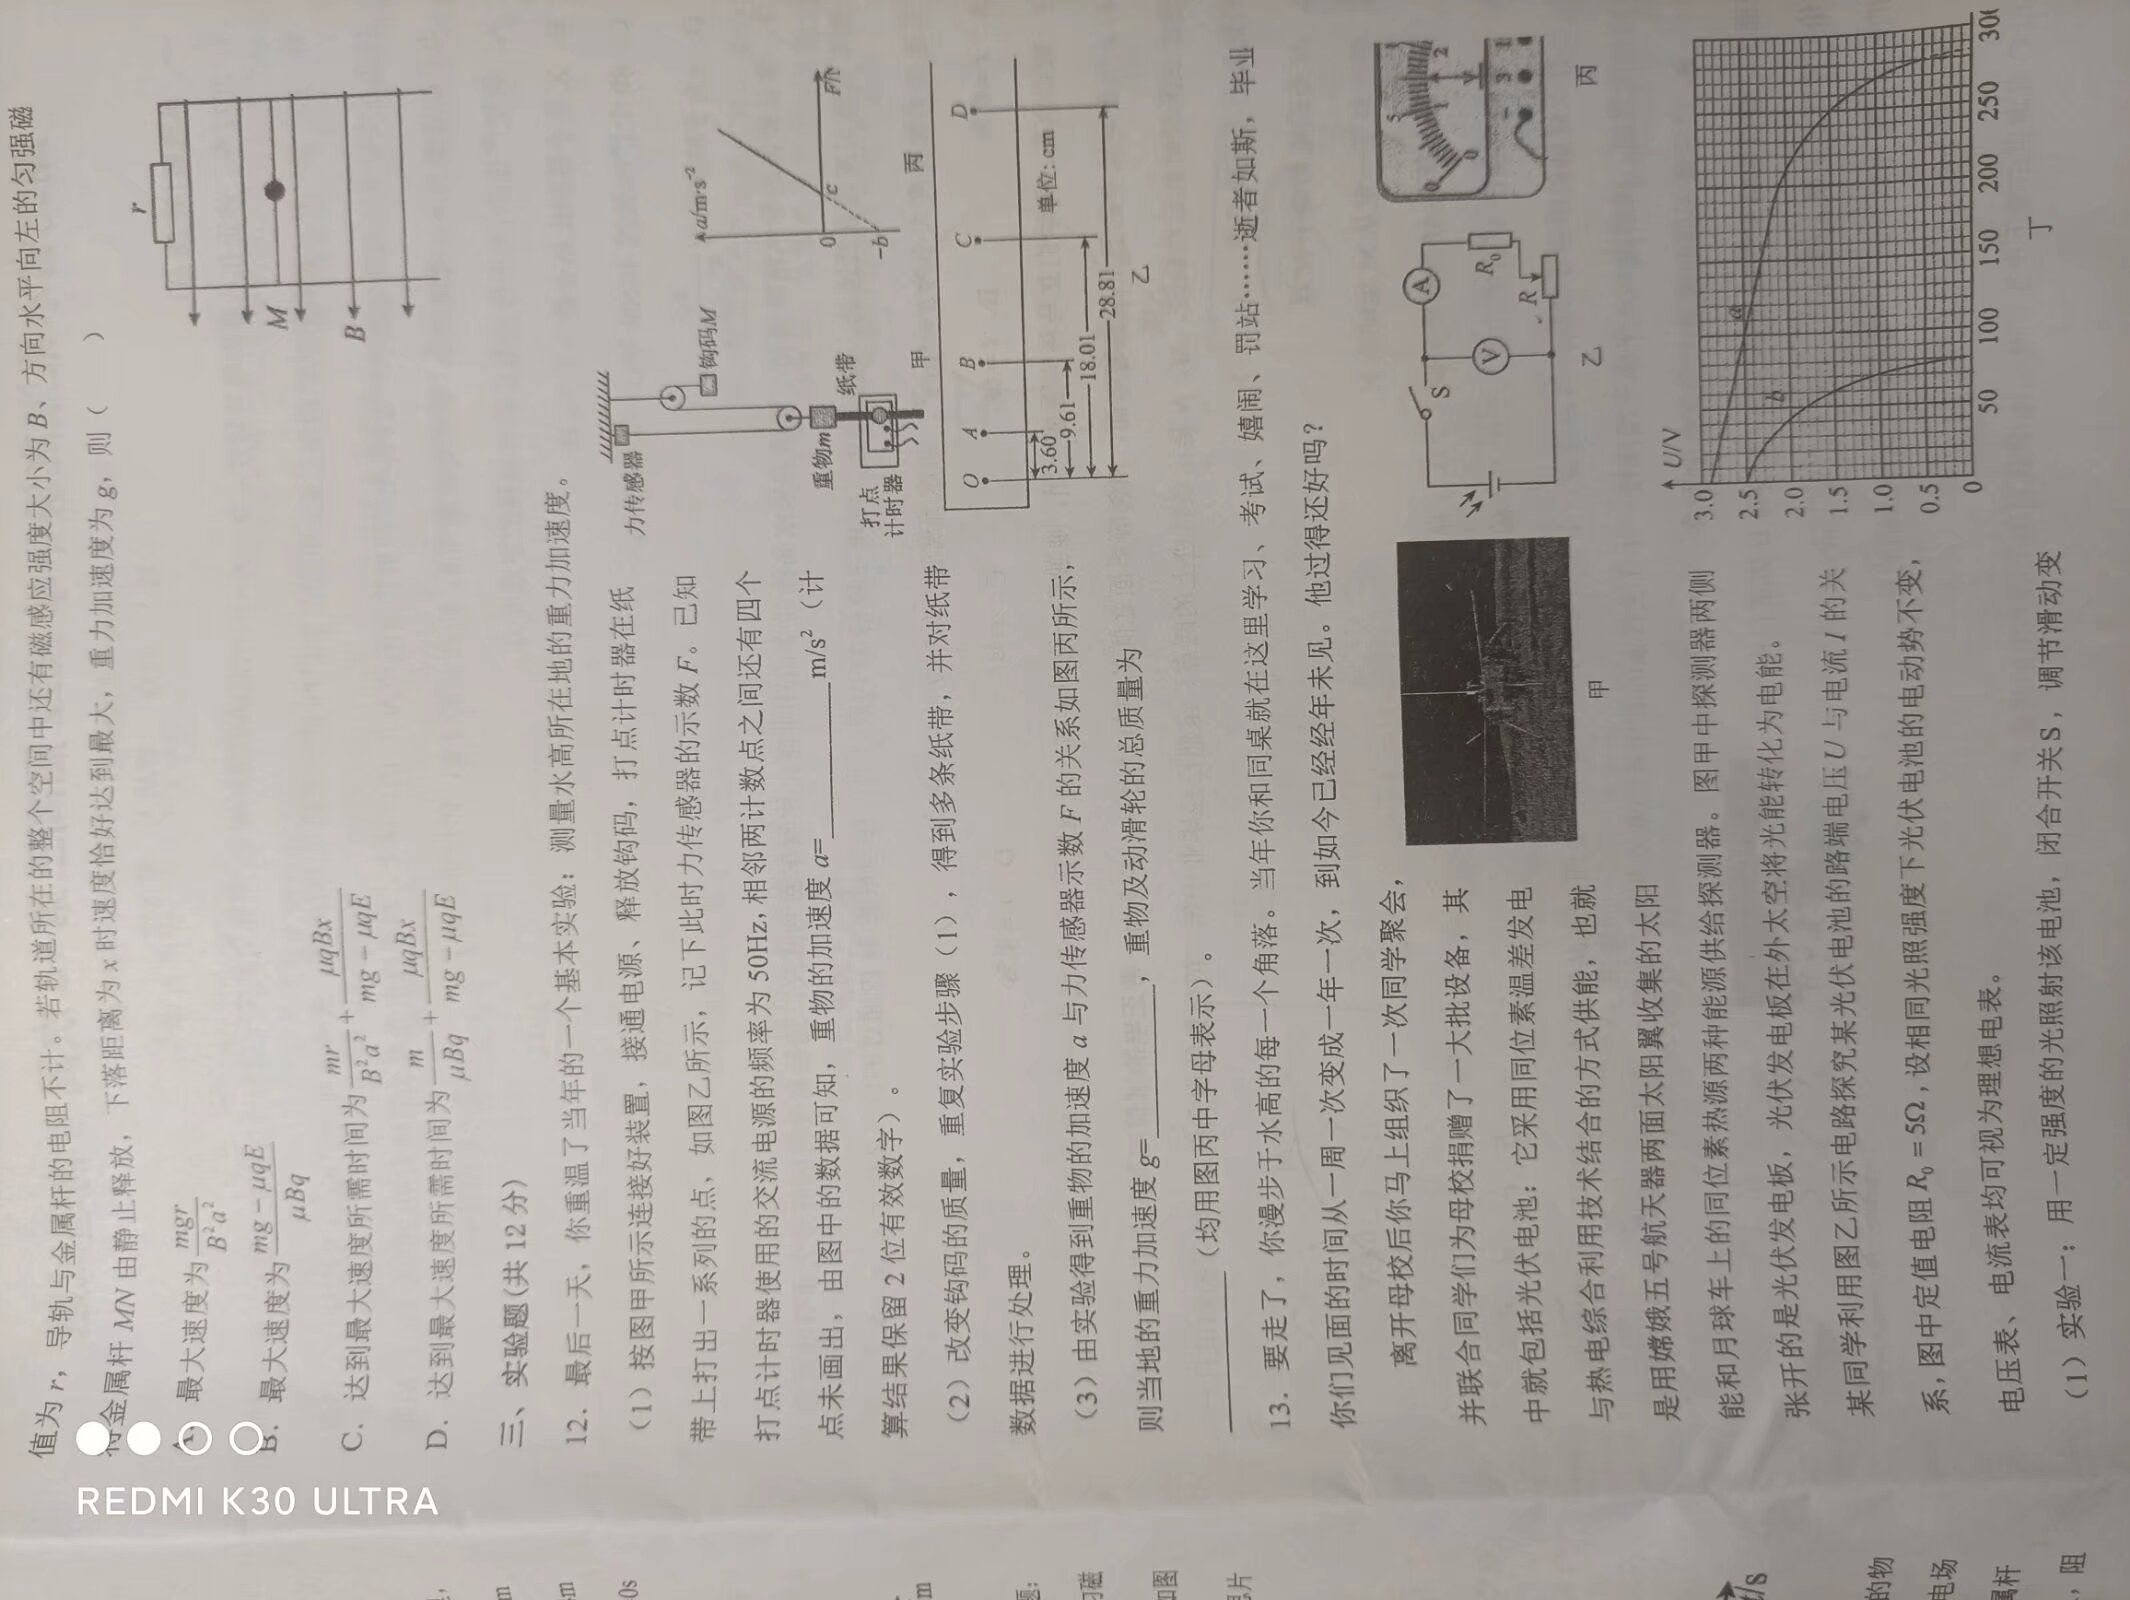 值为 r，导轨与金属杆的电阻不计。若轨道所在的整个空间中还有磁感应强度大小为 B、方向水平向左的匀强磁
将金属杆 MN 由静止释放，下落距离为 x 时速度恰好达到最大，重力加速度为 g，则（ ）
A. 最大速度为 mgr/B²a²
B. 最大速度为 (mg－μqE)/μBq
C. 达到最大速度所需时间为 mr/B²a² + μqBx/(mg－μqE)
D. 达到最大速度所需时间为 m/μBq + μqBx/(mg－μqE)
r
M
B
三、实验题(共 12 分)
12．最后一天，你重温了当年的一个基本实验：测量水高所在地的重力加速度。
（1）按图甲所示连接好装置，接通电源、释放钩码，打点计时器在纸
带上打出一系列的点，如图乙所示，记下此时力传感器的示数 F。已知
打点计时器使用的交流电源的频率为 50Hz,相邻两计数点之间还有四个
点未画出，由图中的数据可知，重物的加速度 a=________m/s²（计
算结果保留 2 位有效数字）。
（2）改变钩码的质量，重复实验步骤（1），得到多条纸带，并对纸带
数据进行处理。
（3）由实验得到重物的加速度 a 与力传感器示数 F 的关系如图丙所示，
则当地的重力加速度 g=________，重物及动滑轮的总质量为
________（均用图丙中字母表示）。
力传感器
钩码M
重物m
纸带
打点
计时器
甲
a/m·s⁻²
0
c
-b
F/N
丙
O A B C D
3.60
9.61
18.01
28.81
单位: cm
乙
13．要走了，你漫步于水高的每一个角落。当年你和同桌就在这里学习、考试、嬉闹、罚站……逝者如斯，毕业
你们见面的时间从一周一次变成一年一次，到如今已经经年未见。他过得还好吗？
离开母校后你马上组织了一次同学聚会，
并联合同学们为母校捐赠了一大批设备，其
中就包括光伏电池：它采用同位素温差发电
与热电综合利用技术结合的方式供能，也就
是用嫦娥五号航天器两面太阳翼收集的太阳
能和月球车上的同位素热源两种能源供给探测器。图甲中探测器两侧
张开的是光伏发电板，光伏发电板在外太空将光能转化为电能。
某同学利用图乙所示电路探究某光伏电池的路端电压 U 与电流 I 的关
系,图中定值电阻 R₀ = 5Ω,设相同光照强度下光伏电池的电动势不变,
电压表、电流表均可视为理想电表。
（1）实验一：用一定强度的光照射该电池，闭合开关 S，调节滑动变
甲
S
A
V
R₀
R
乙
0
1
2
5
V
－ 3
丙
U/V
3.0
2.5
2.0
1.5
1.0
0.5
0
50 100 150 200 250
a
b
丁
REDMI K30 ULTRA
0s
的物
电场
属杆
，阻
题:
习磁
如图
t/s